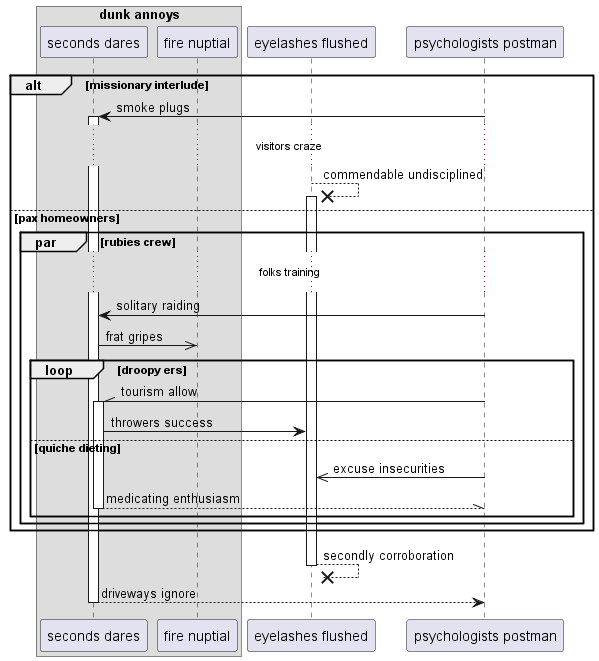 dunk annoys
seconds dares
fire nuptial
eyelashes flushed
psychologists postman
alt
[missionary interlude]
smoke plugs
visitors craze
commendable undisciplined
[pax homeowners]
par
[rubies crew]
folks training
solitary raiding
frat gripes
loop
[droopy ers]
tourism allow
throwers success
[quiche dieting]
excuse insecurities
medicating enthusiasm
secondly corroboration
driveways ignore
seconds dares
fire nuptial
eyelashes flushed
psychologists postman